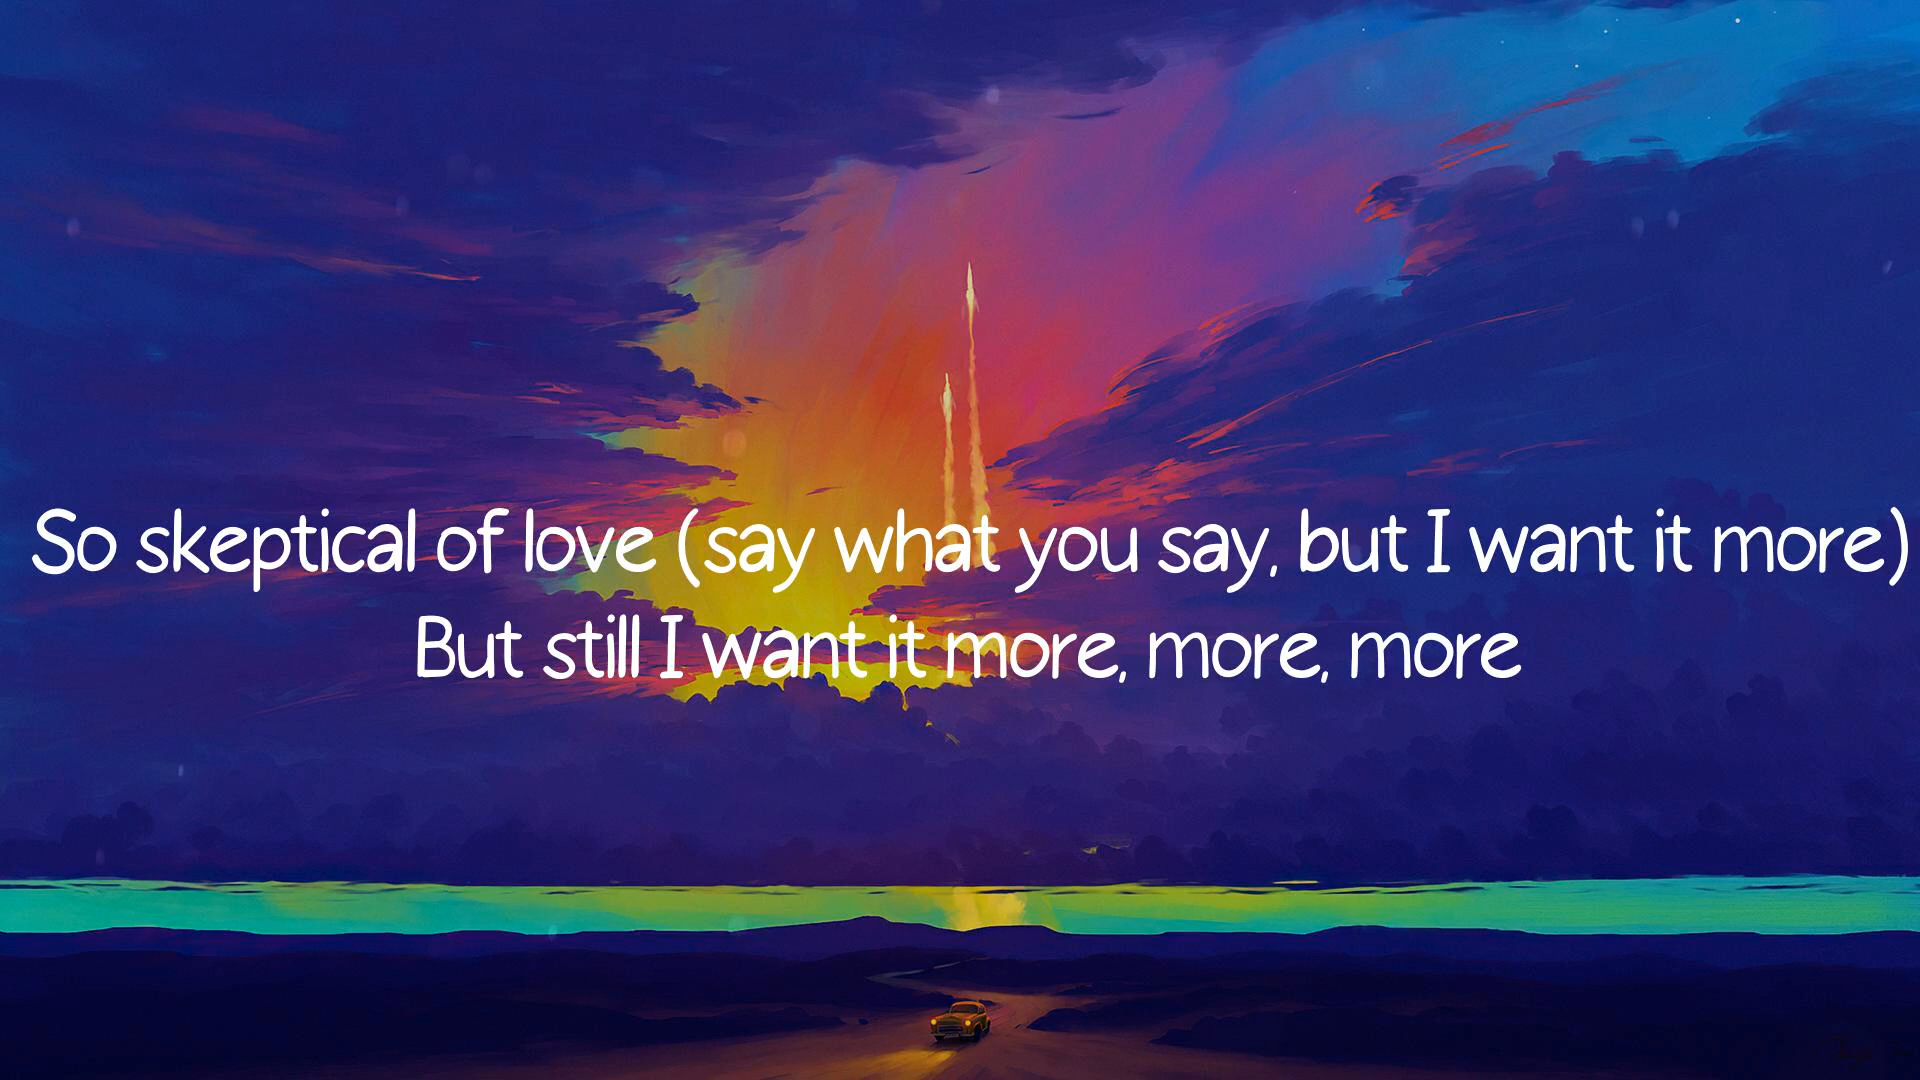 So skeptical of love (say what you say, but I want it more)
But still I want it more, more, more